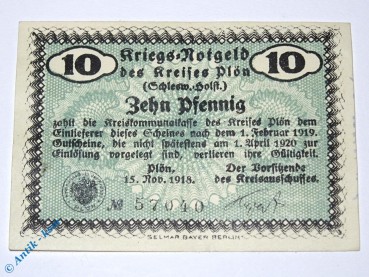 10 Kriegs-Notgeld 10
des Kreises Plön
(Schlesw.-Holst.)
Zehn Pfennig
zahlt die Kreiskommunalkasse des Kreises Plön dem
Einlieferer dieses Scheines nach dem 1. Februar 1919.
Gutscheine, die nicht spätestens am 1. April 1920 zur
Einlösung vorgelegt sind, verlieren ihre Gültigkeit.
Plön.
15. Nov. 1918.
Der Vorsitzende
des Kreisausschusses.
№ 57040
SELMAR BAYER BERLIN